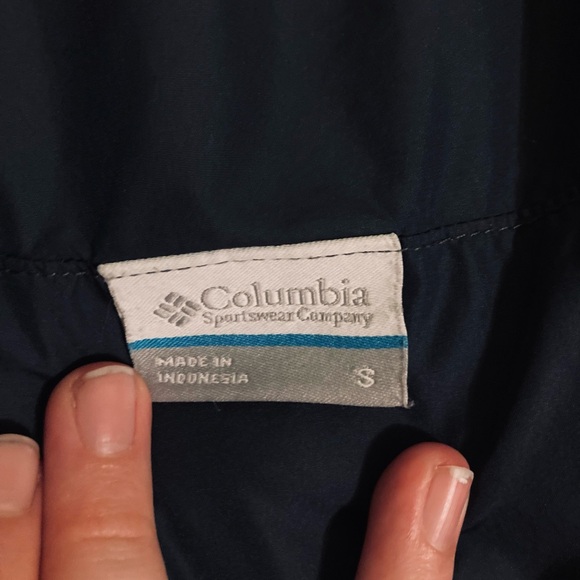 Columbia
Sportswear Company
MADE IN
INDONESIA
S